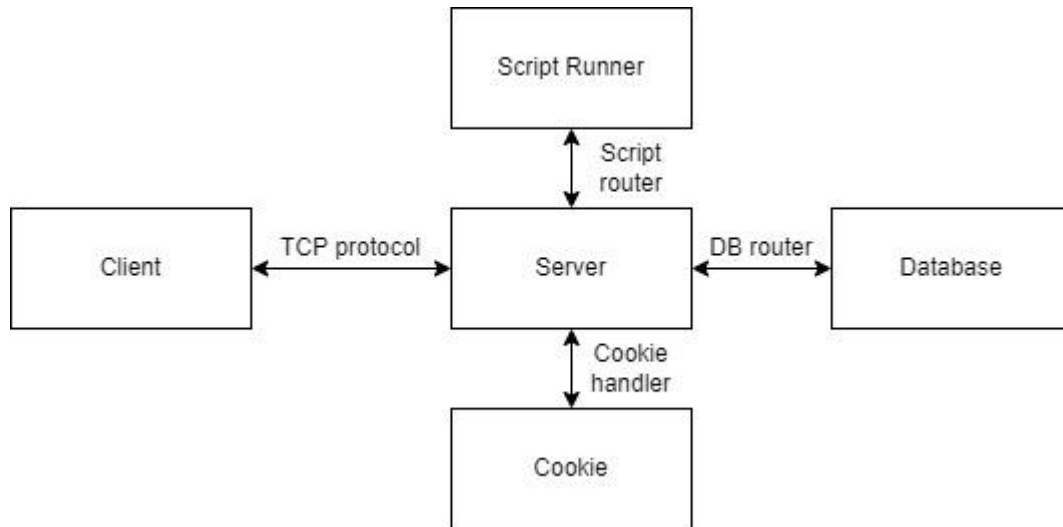 Script Runner
Script
router
Client
TCP protocol
Server
DB router
Database
Cookie
handler
Cookie